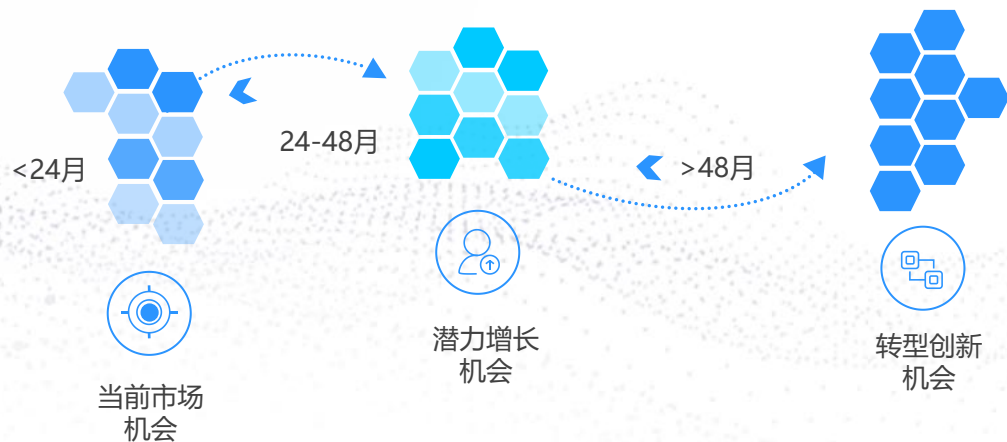 <24月
24-48月
>48月
当前市场
机会
潜力增长
机会
转型创新
机会